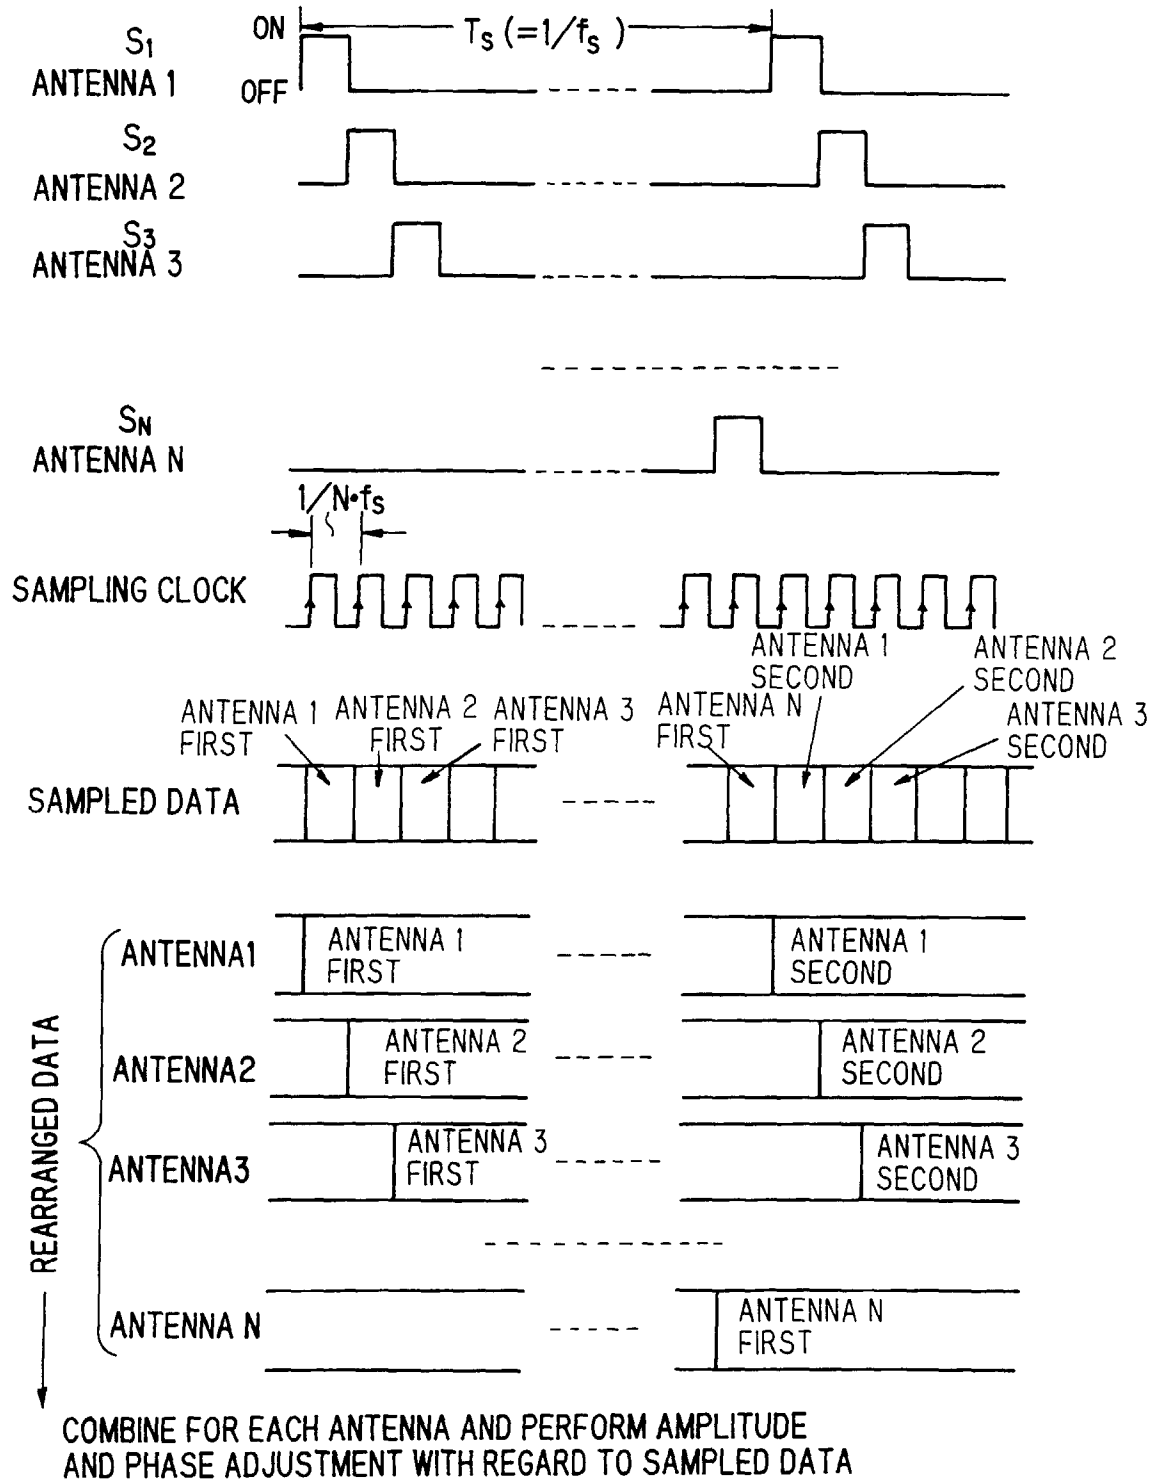 ON
Ts (=1/fs)
S1
ANTENNA 1
OFF
S2
ANTENNA 2
S3
ANTENNA 3
SN
ANTENNA N
1/N•fs
SAMPLING CLOCK
ANTENNA 1
SECOND
ANTENNA 2
SECOND
ANTENNA 1
FIRST
ANTENNA 2
FIRST
ANTENNA 3
FIRST
ANTENNA N
FIRST
ANTENNA 3
SECOND
SAMPLED DATA
REARRANGED DATA
ANTENNA1
ANTENNA 1
FIRST
ANTENNA 1
SECOND
ANTENNA2
ANTENNA 2
FIRST
ANTENNA 2
SECOND
ANTENNA3
ANTENNA 3
FIRST
ANTENNA 3
SECOND
ANTENNA N
ANTENNA N
FIRST
COMBINE FOR EACH ANTENNA AND PERFORM AMPLITUDE
AND PHASE ADJUSTMENT WITH REGARD TO SAMPLED DATA